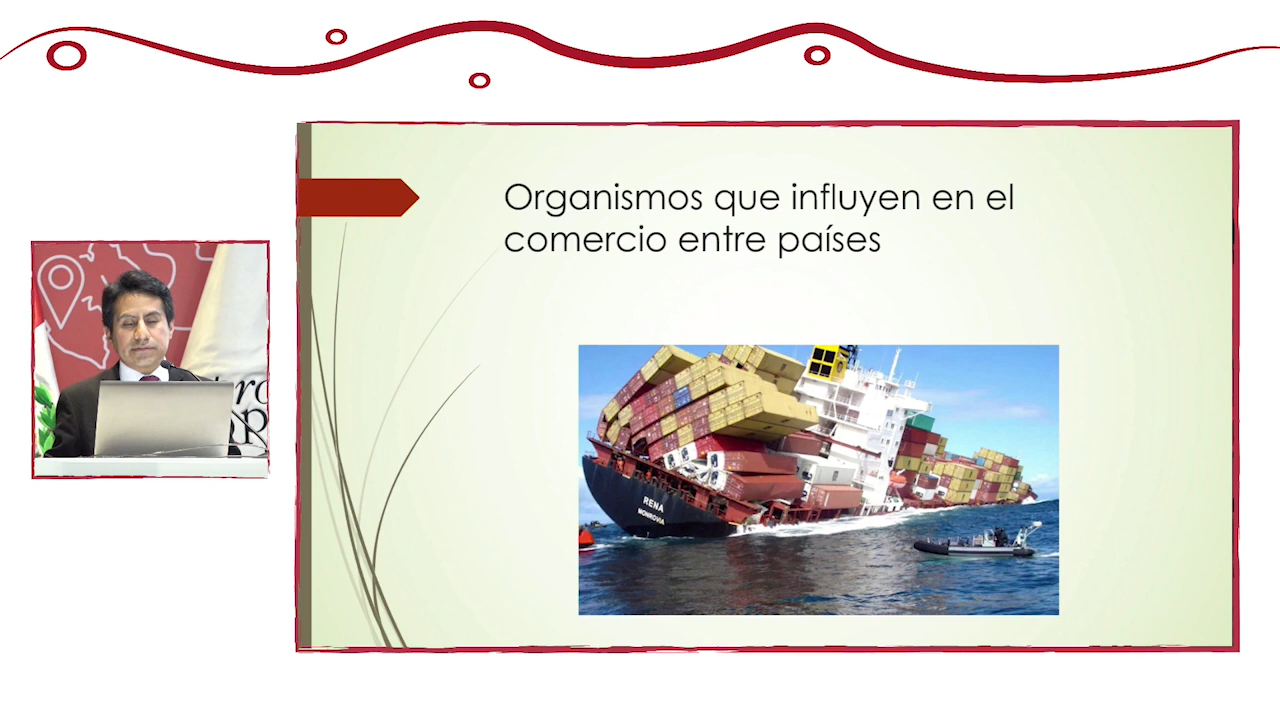 Organismos que influyen en el
comercio entre países
RENA
MONROVIA